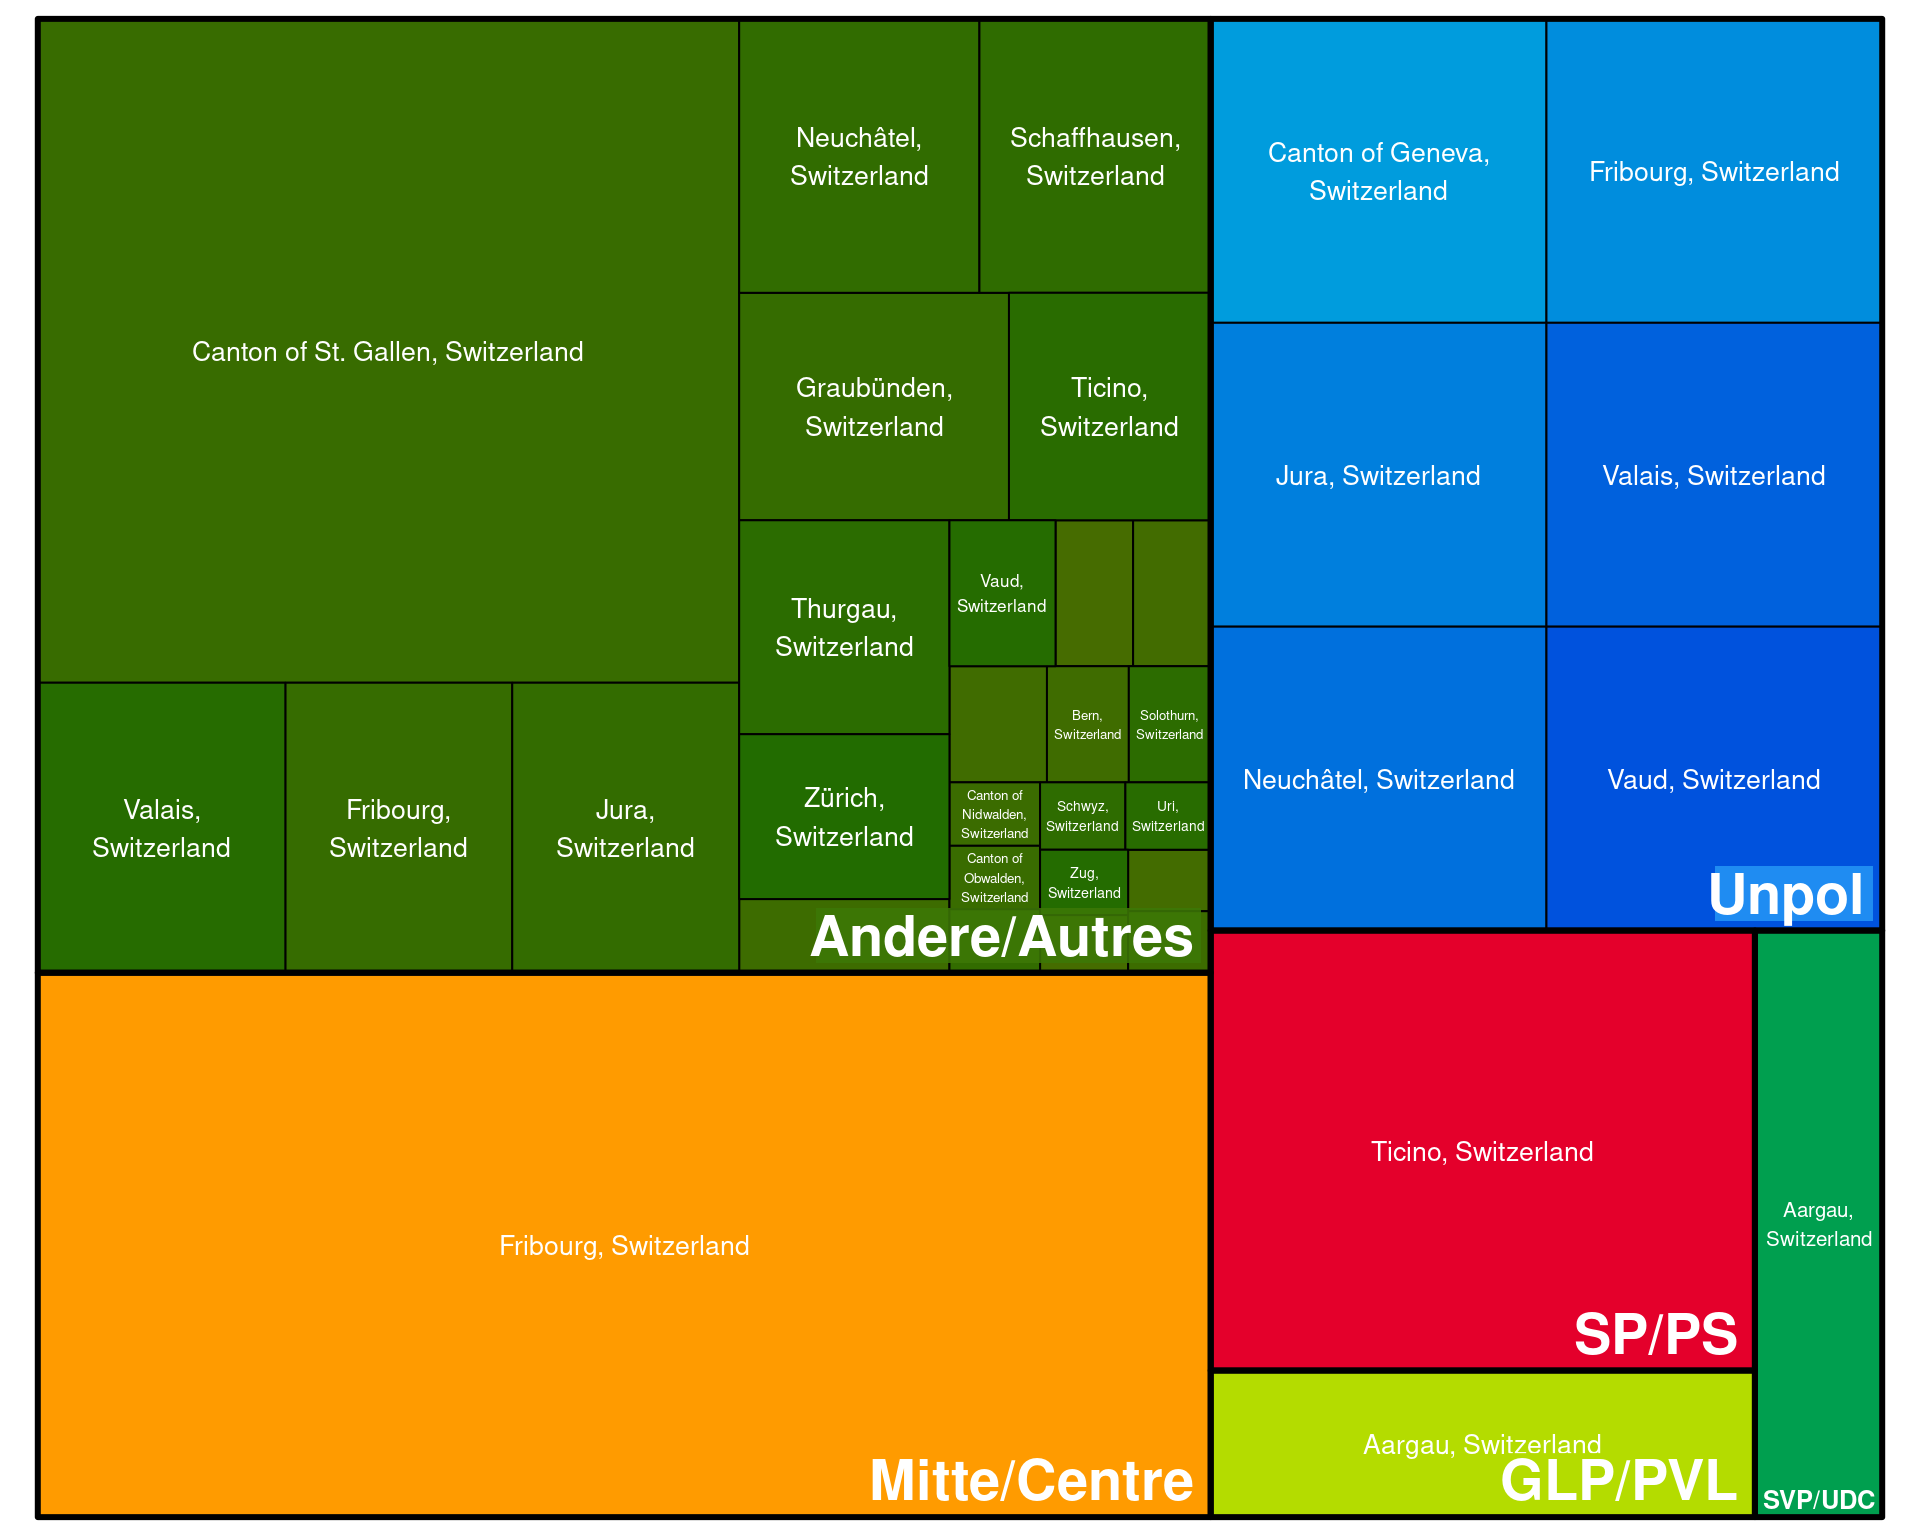 Canton of St. Gallen, Switzerland
Neuchâtel,
Switzerland
Schaffhausen,
Switzerland
Graubünden,
Switzerland
Ticino,
Switzerland
Thurgau,
Switzerland
Vaud,
Switzerland
Bern,
Switzerland
Solothurn,
Switzerland
Valais,
Switzerland
Fribourg,
Switzerland
Jura,
Switzerland
Zürich,
Switzerland
Canton of
Nidwalden,
Switzerland
Schwyz,
Switzerland
Uri,
Switzerland
Canton of
Obwalden,
Switzerland
Zug,
Switzerland
Andere/Autres
Canton of Geneva,
Switzerland
Fribourg, Switzerland
Jura, Switzerland
Valais, Switzerland
Neuchâtel, Switzerland
Vaud, Switzerland
Unpol
Fribourg, Switzerland
Mitte/Centre
Ticino, Switzerland
SP/PS
Aargau, Switzerland
GLP/PVL
Aargau,
Switzerland
SVP/UDC